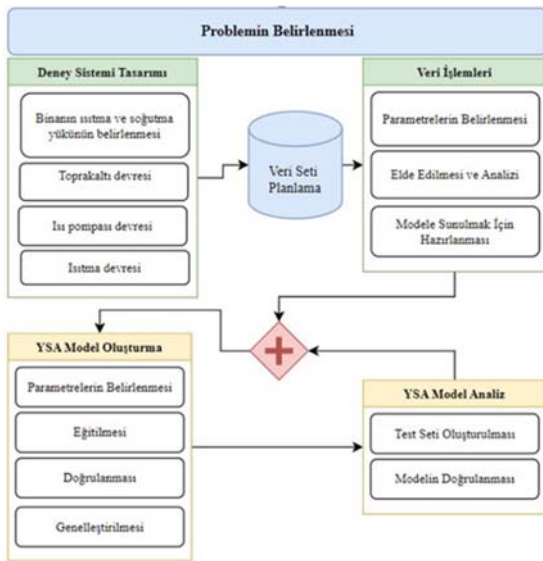 Problemin Belirlenmesi
Deney Sistemi Tasarımı
Binanın ısıtma ve soğutma
yükünün belirlenmesi
Toprakaltı devresi
Isı pompası devresi
Isıtma devresi
Veri Seti
Planlama
Veri İşlemleri
Parametrelerin Belirlenmesi
Elde Edilmesi ve Analizi
Modele Sunulmak İçin
Hazırlanması
YSA Model Oluşturma
Parametrelerin Belirlenmesi
Eğitilmesi
Doğrulanması
Genelleştirilmesi
YSA Model Analiz
Test Seti Oluşturulması
Modelin Doğrulanması